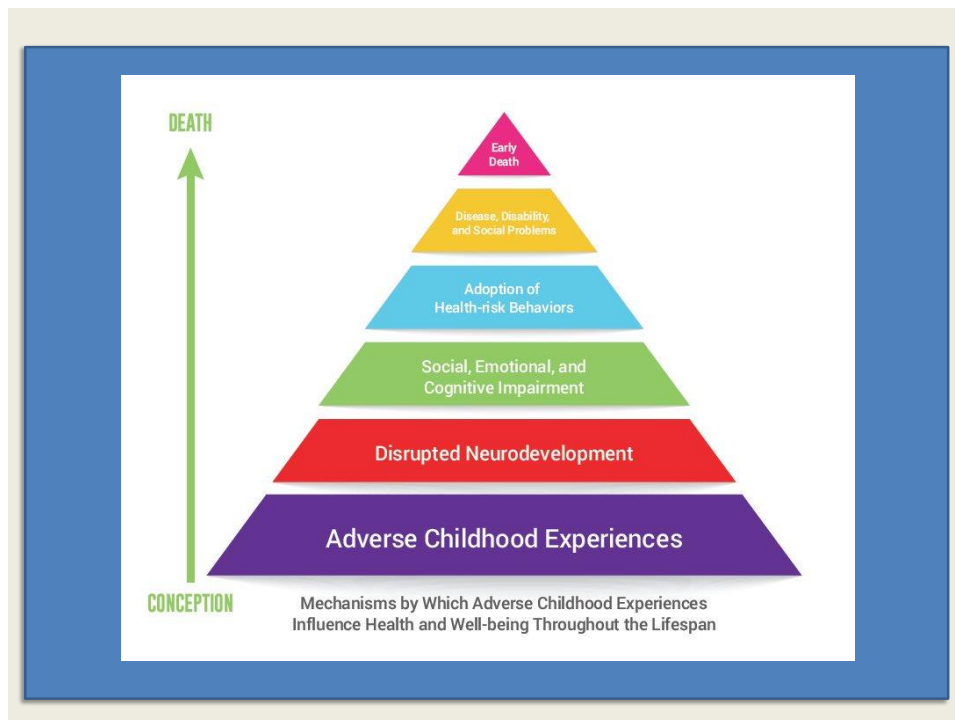 DEATH
Early
Death
Disease, Disability,
and Social Problems
Adoption of
Health-risk Behaviors
Social, Emotional, and
Cognitive Impairment
Disrupted Neurodevelopment
Adverse Childhood Experiences
CONCEPTION
Mechanisms by Which Adverse Childhood Experiences
Influence Health and Well-being Throughout the Lifespan